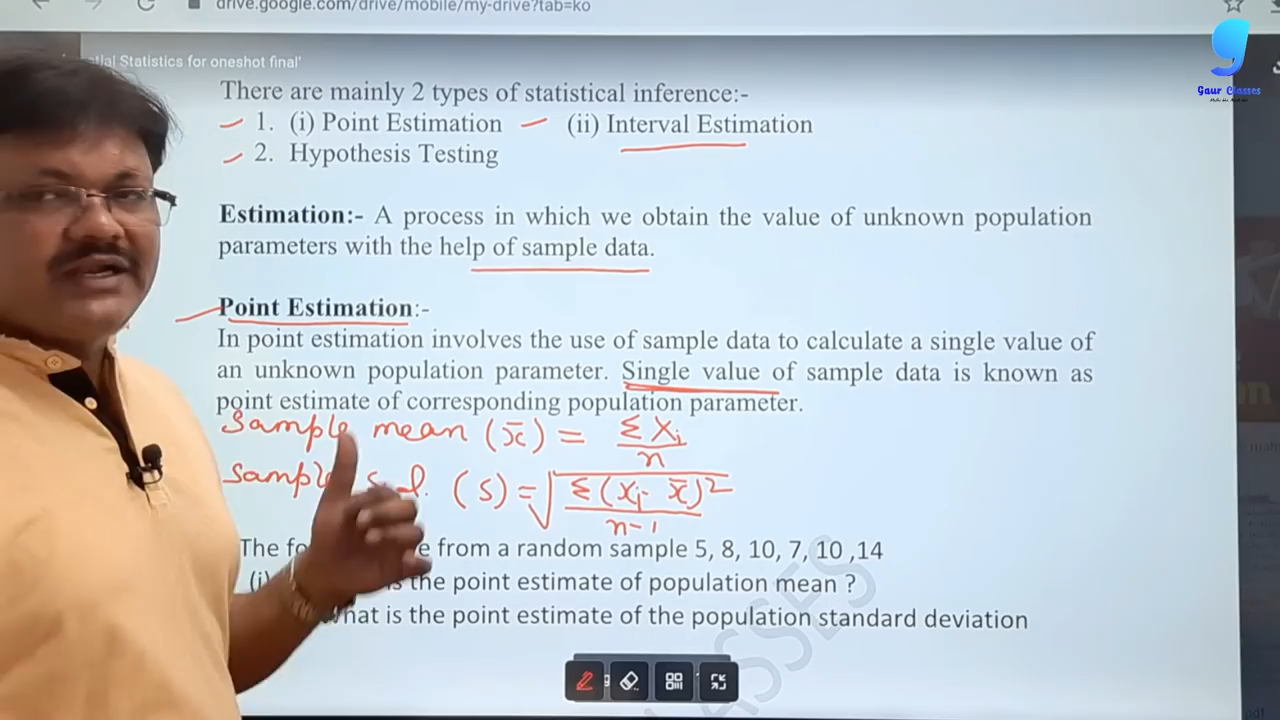 drive.google.com/drive/mobile/my-drive?tab=ko
Statistics for oneshot final'
Gaur Classes
There are mainly 2 types of statistical inference:-
1. (i) Point Estimation (ii) Interval Estimation
2. Hypothesis Testing
Estimation:- A process in which we obtain the value of unknown population
parameters with the help of sample data.
Point Estimation:-
In point estimation involves the use of sample data to calculate a single value of
an unknown population parameter. Single value of sample data is known as
point estimate of corresponding population parameter.
Sample mean (x̄) = Σxᵢ/n
Sample s.d. (s) = √(Σ(xᵢ - x̄)²/(n-1))
The from a random sample 5, 8, 10, 7, 10 ,14
(i) the point estimate of population mean ?
What is the point estimate of the population standard deviation